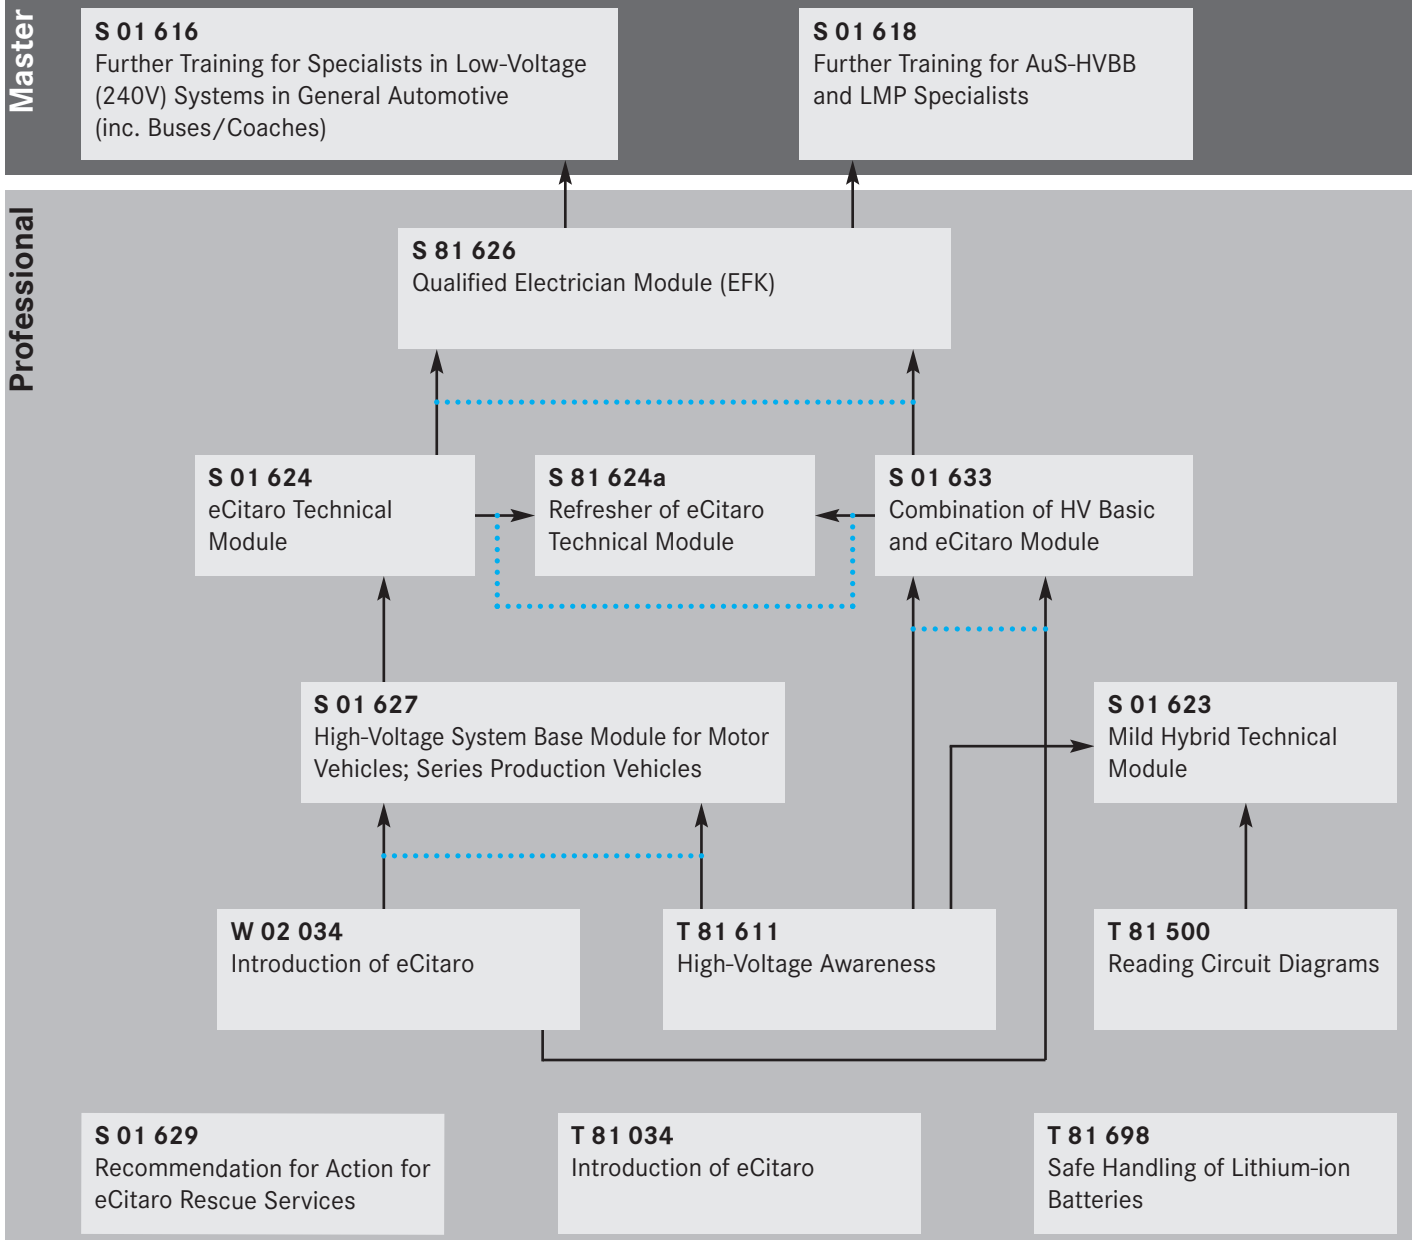 Master
S 01 616
Further Training for Specialists in Low-Voltage
(240V) Systems in General Automotive
(inc. Buses/Coaches)
S 01 618
Further Training for AuS-HVBB
and LMP Specialists
Professional
S 81 626
Qualified Electrician Module (EFK)
S 01 624
eCitaro Technical
Module
S 81 624a
Refresher of eCitaro
Technical Module
S 01 633
Combination of HV Basic
and eCitaro Module
S 01 627
High-Voltage System Base Module for Motor
Vehicles; Series Production Vehicles
S 01 623
Mild Hybrid Technical
Module
W 02 034
Introduction of eCitaro
T 81 611
High-Voltage Awareness
T 81 500
Reading Circuit Diagrams
S 01 629
Recommendation for Action for
eCitaro Rescue Services
T 81 034
Introduction of eCitaro
T 81 698
Safe Handling of Lithium-ion
Batteries